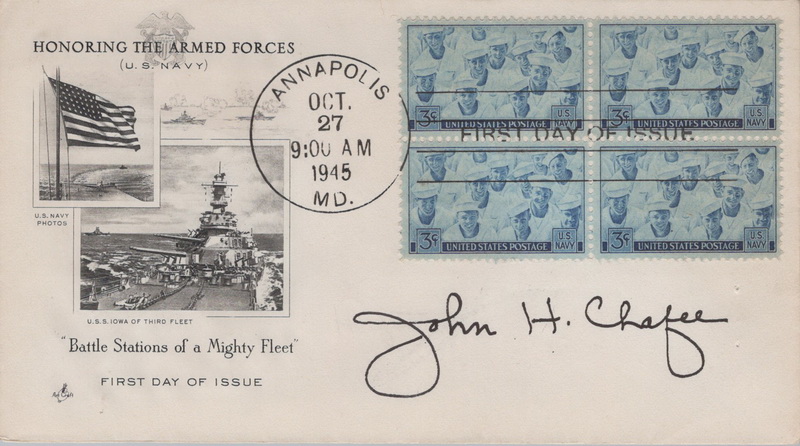 HONORING THE ARMED FORCES
(U.S. NAVY)
U.S. NAVY
PHOTOS
U.S.S. IOWA OF THIRD FLEET
"Battle Stations of a Mighty Fleet"
FIRST DAY OF ISSUE
Art Craft
ANNAPOLIS
OCT.
27
9:00 AM
1945
MD.
3¢ UNITED STATES POSTAGE U.S. NAVY
3¢ UNITED STATES POSTAGE U.S. NAVY
FIRST DAY OF ISSUE
3¢ UNITED STATES POSTAGE U.S. NAVY
3¢ UNITED STATES POSTAGE U.S. NAVY
John H. Chafee